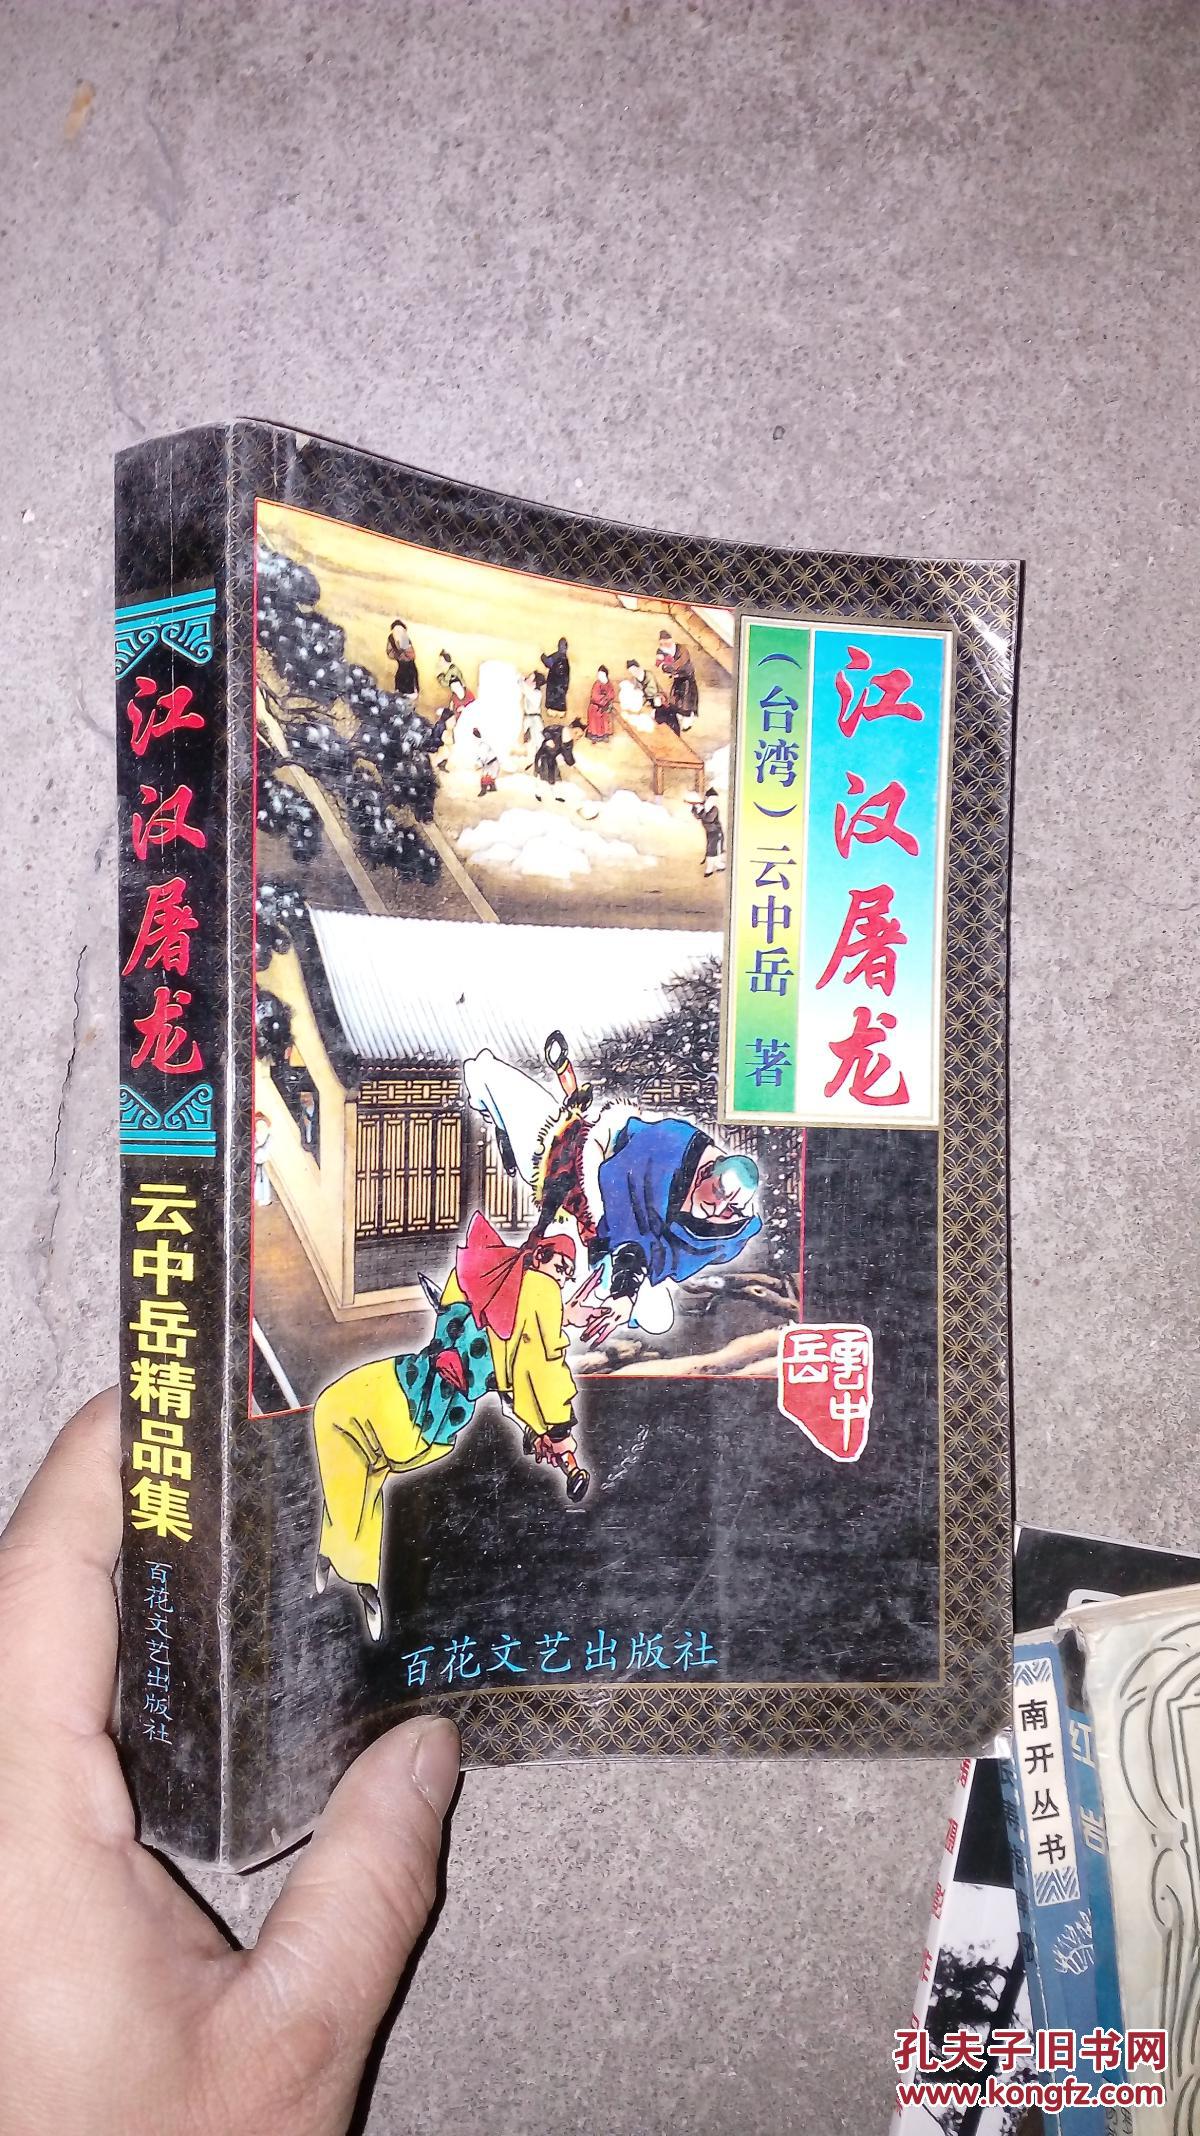 江汉屠龙
云中岳精品集
百花文艺出版社
江汉屠龙
（台湾）云中岳 著
雲中
岳
百花文艺出版社
南开丛书
孔夫子旧书网
www.kongfz.com